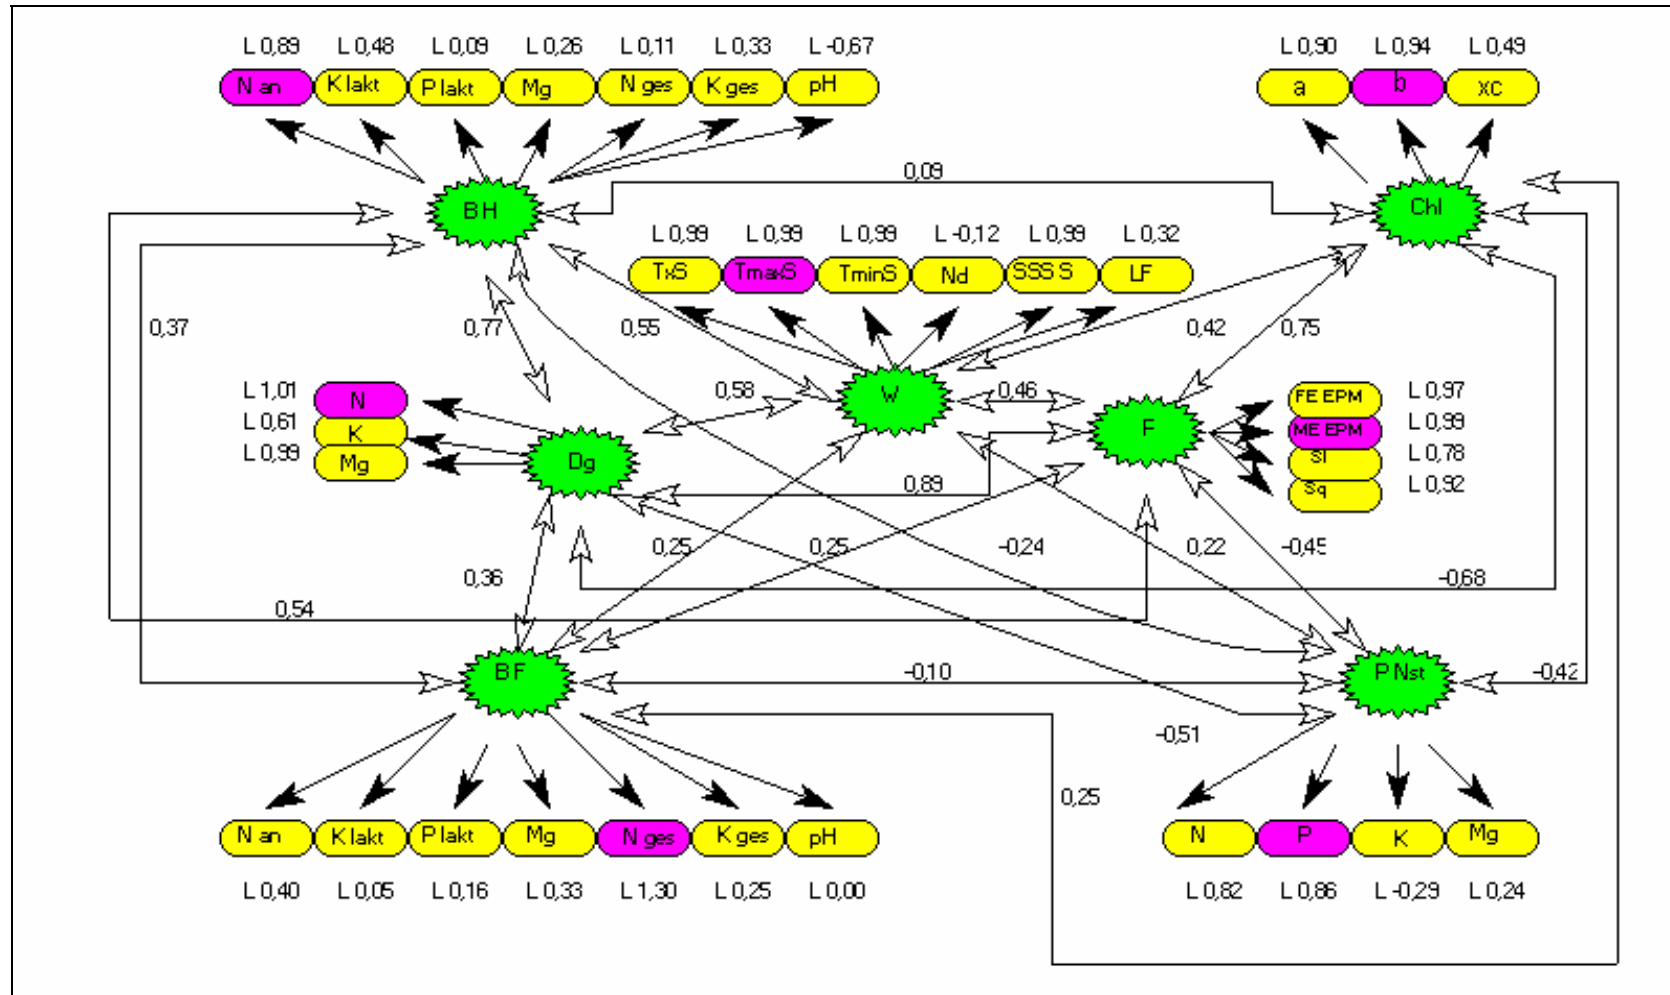 L 0,89 L 0,48 L 0,09 L 0,26 L 0,11 L 0,33 L -0,67 L 0,90 L 0,94 L 0,49
N an K lakt P lakt Mg N ges K ges pH a b xc
0,09
BH Chl
L 0,99 L 0,99 L 0,99 L -0,12 L 0,99 L 0,32
TxS TmaxS TminS Nd SSS S LF
0,37 0,77 0,55 0,42 0,75
L 1,01 N 0,58 W 0,46 FE EPM L 0,97
L 0,61 K F ME EPM L 0,99
L 0,99 Mg Dg Sl L 0,78
0,89 Sq L 0,92
0,25 0,25 -0,24 0,22 -0,45
0,36 -0,68
0,54
BF -0,10 PNst -0,42
-0,51
0,25
N an K lakt P lakt Mg N ges K ges pH N P K Mg
L 0,40 L 0,05 L 0,16 L 0,33 L 1,30 L 0,25 L 0,00 L 0,82 L 0,86 L -0,29 L 0,24